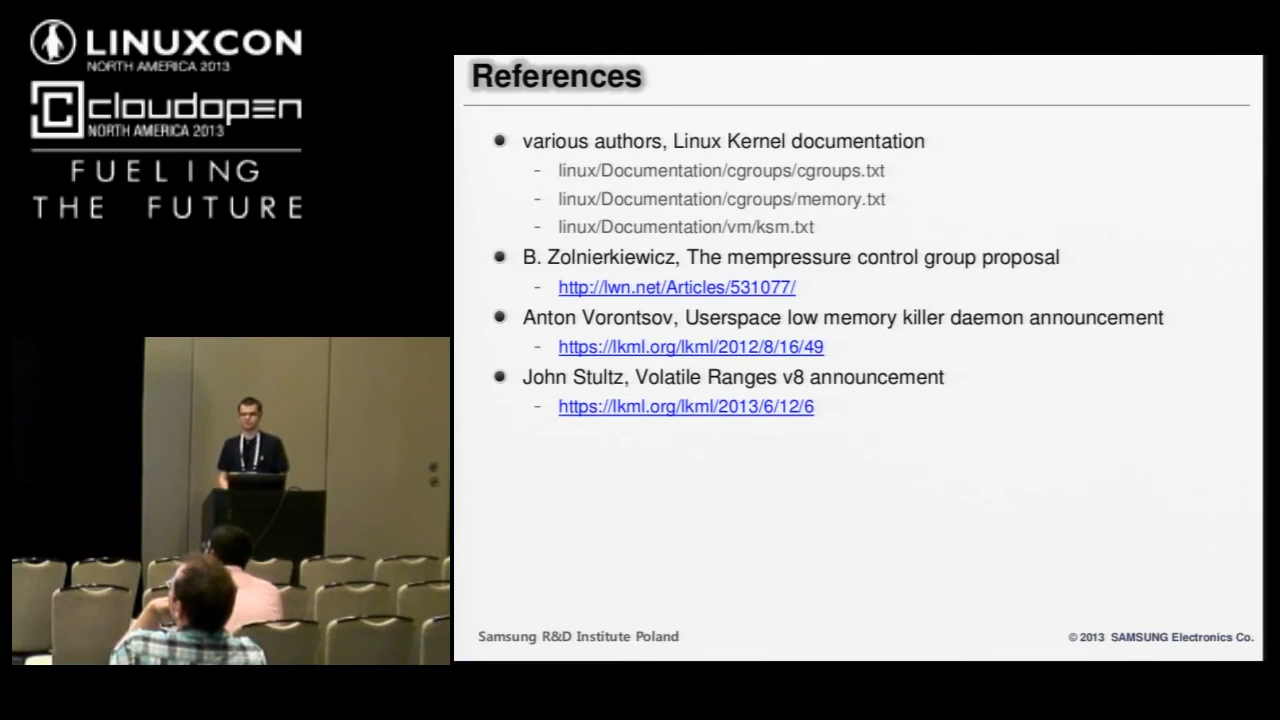 LINUXCON
NORTH AMERICA 2013
cloudopen
NORTH AMERICA 2013
FUELING
THE FUTURE
References
various authors, Linux Kernel documentation
- linux/Documentation/cgroups/cgroups.txt
- linux/Documentation/cgroups/memory.txt
- linux/Documentation/vm/ksm.txt
B. Zolnierkiewicz, The mempressure control group proposal
- http://lwn.net/Articles/531077/
Anton Vorontsov, Userspace low memory killer daemon announcement
- https://lkml.org/lkml/2012/8/16/49
John Stultz, Volatile Ranges v8 announcement
- https://lkml.org/lkml/2013/6/12/6
Samsung R&D Institute Poland
© 2013 SAMSUNG Electronics Co.